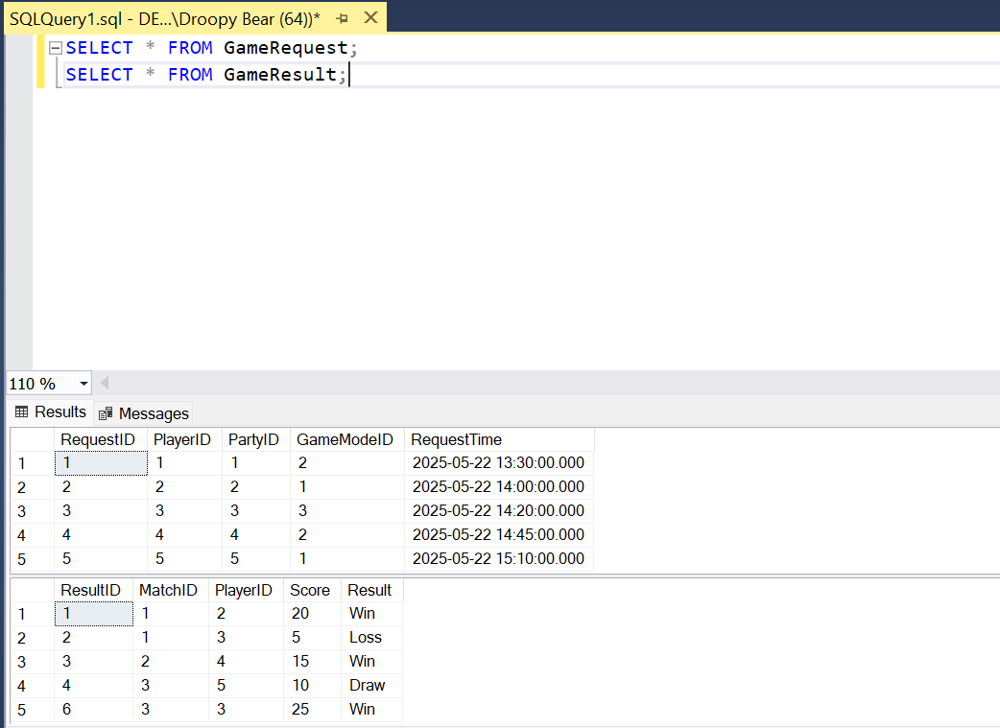 SQLQuery1.sql - DE...\Droopy Bear (64))*
SELECT * FROM GameRequest;
SELECT * FROM GameResult;
110 %
Results Messages
RequestID PlayerID PartyID GameModeID RequestTime
1 1 1 1 2 2025-05-22 13:30:00.000
2 2 2 2 1 2025-05-22 14:00:00.000
3 3 3 3 3 2025-05-22 14:20:00.000
4 4 4 4 2 2025-05-22 14:45:00.000
5 5 5 5 1 2025-05-22 15:10:00.000
ResultID MatchID PlayerID Score Result
1 1 1 2 20 Win
2 2 1 3 5 Loss
3 3 2 4 15 Win
4 4 3 5 10 Draw
5 6 3 3 25 Win